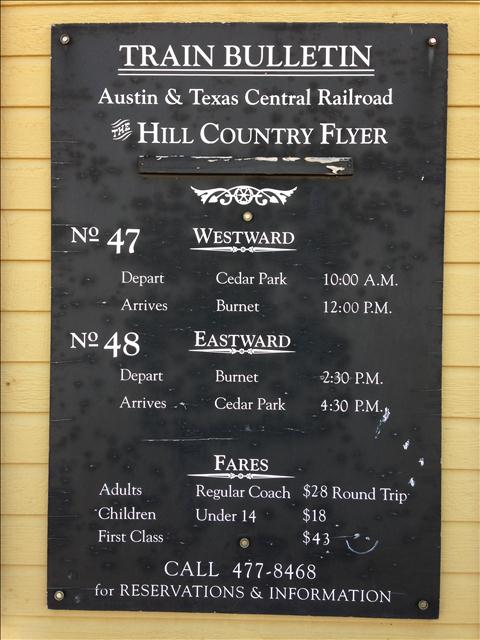 TRAIN BULLETIN
Austin & Texas Central Railroad
THE HILL COUNTRY FLYER
Nº 47 WESTWARD
Depart Cedar Park 10:00 A.M.
Arrives Burnet 12:00 P.M.
Nº 48 EASTWARD
Depart Burnet 2:30 P.M.
Arrives Cedar Park 4:30 P.M.
FARES
Adults Regular Coach $28 Round Trip
Children Under 14 $18
First Class $43
CALL 477-8468
for RESERVATIONS & INFORMATION